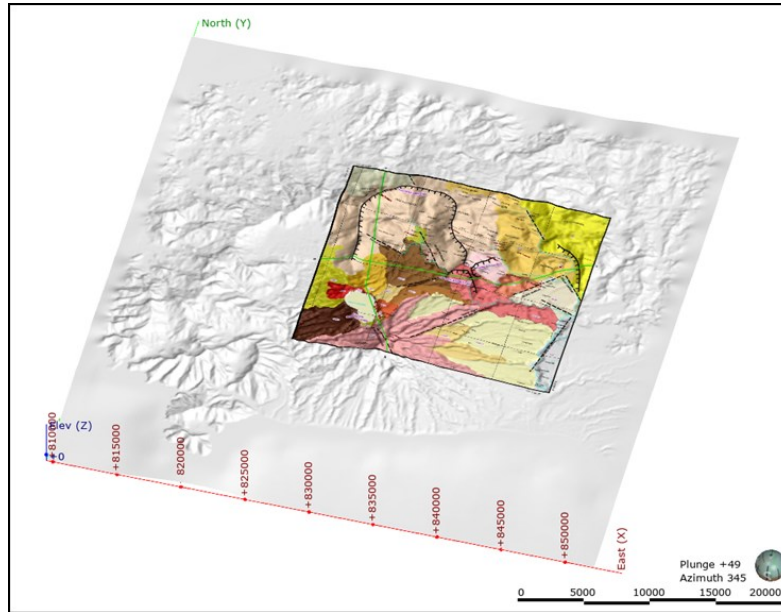 North (Y)
Elev (Z)
+0
+810000
+815000
+820000
+825000
+830000
+835000
+840000
+845000
+850000
East (X)
Plunge +49
Azimuth 345
0 5000 10000 15000 20000